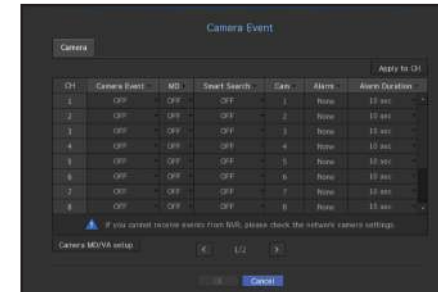 Camera Event
Camera
Apply to CH
CH Camera Event MD Smart Search Cam Alarm Alarm Duration
1 OFF OFF OFF 1 None 10 sec
2 OFF OFF OFF 2 None 10 sec
3 OFF OFF OFF 3 None 10 sec
4 OFF OFF OFF 4 None 10 sec
5 OFF OFF OFF 5 None 10 sec
6 OFF OFF OFF 6 None 10 sec
7 OFF OFF OFF 7 None 10 sec
8 OFF OFF OFF 8 None
If you cannot receive events from NVR, please check the network camera settings.
Camera MD/VA setup < 1/2 >
Cancel